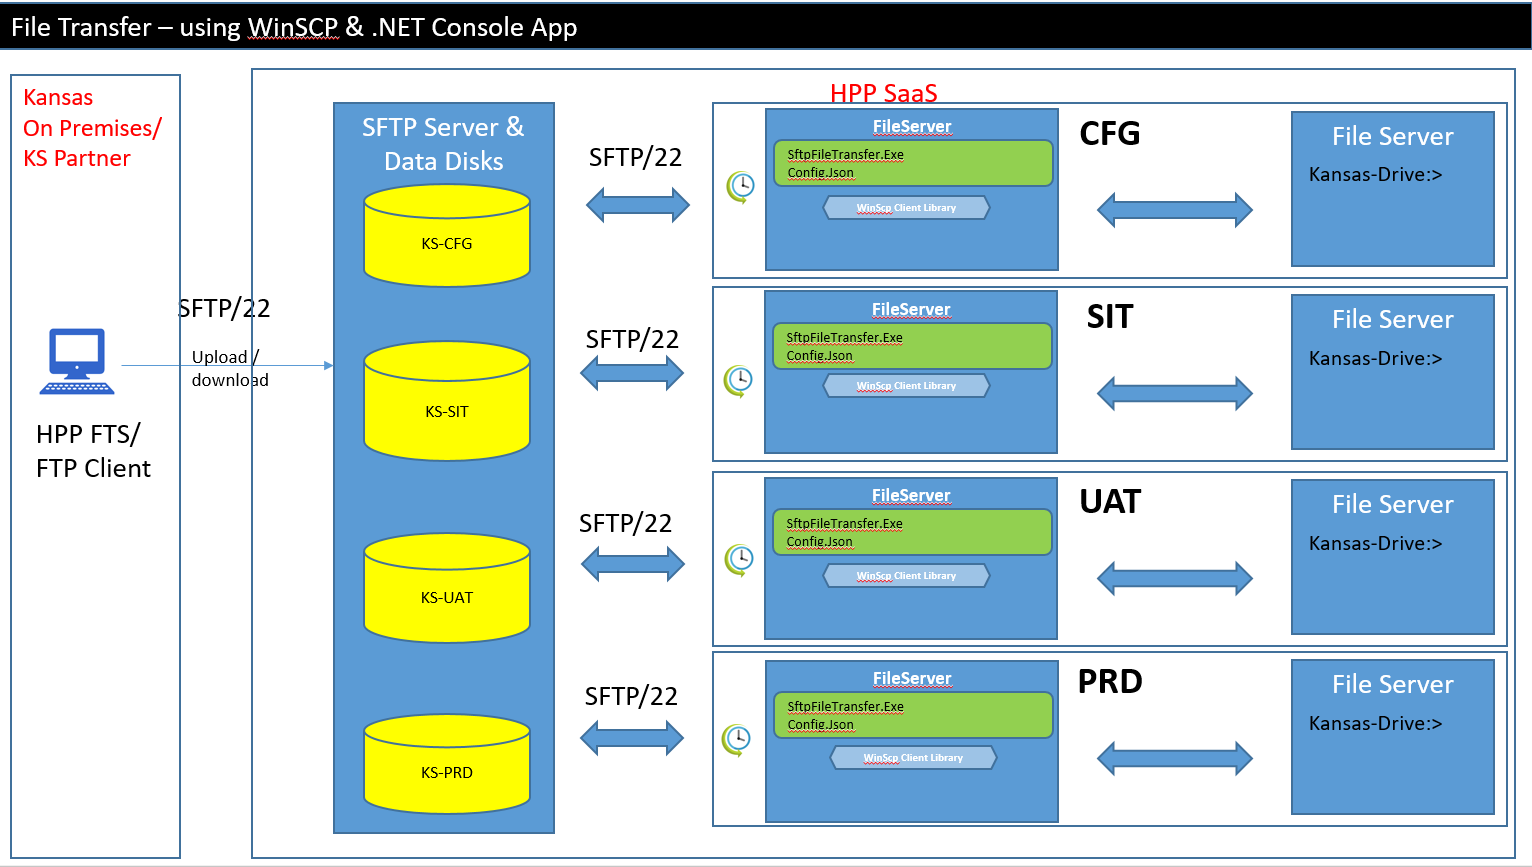 File Transfer – using WinSCP & .NET Console App
Kansas
On Premises/
KS Partner
HPP FTS/
FTP Client
SFTP/22
Upload /
download
HPP SaaS
SFTP Server &
Data Disks
KS-CFG
KS-SIT
KS-UAT
KS-PRD
SFTP/22
FileServer
SftpFileTransfer.Exe
Config.Json
WinScp Client Library
CFG
File Server
Kansas-Drive:>
SFTP/22
FileServer
SftpFileTransfer.Exe
Config.Json
WinScp Client Library
SIT
File Server
Kansas-Drive:>
SFTP/22
FileServer
SftpFileTransfer.Exe
Config.Json
WinScp Client Library
UAT
File Server
Kansas-Drive:>
SFTP/22
FileServer
SftpFileTransfer.Exe
Config.Json
WinScp Client Library
PRD
File Server
Kansas-Drive:>